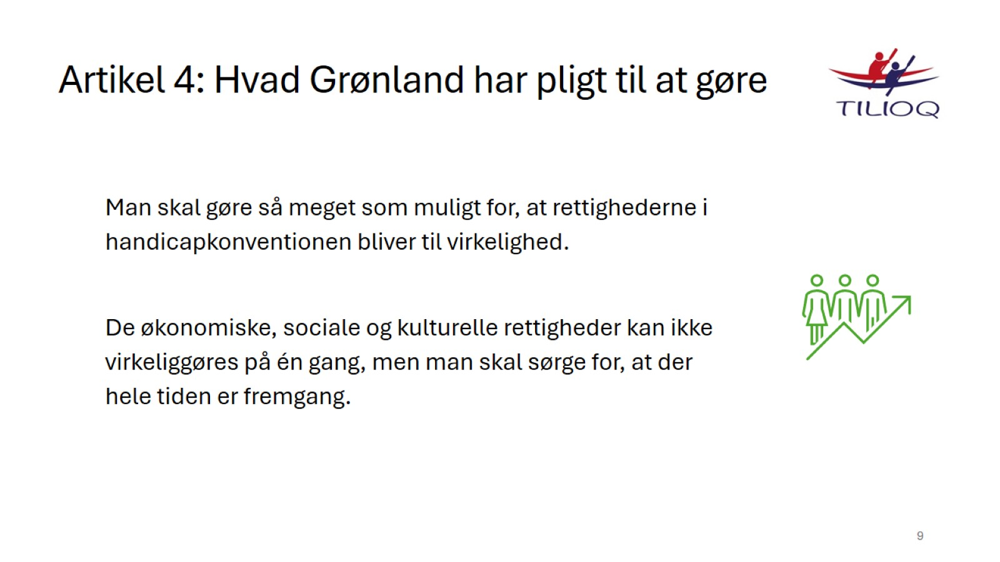 Artikel 4: Hvad Grønland har pligt til at gøre
TILIOQ
Man skal gøre så meget som muligt for, at rettighederne i
handicapkonventionen bliver til virkelighed.
De økonomiske, sociale og kulturelle rettigheder kan ikke
virkeliggøres på én gang, men man skal sørge for, at der
hele tiden er fremgang.
9